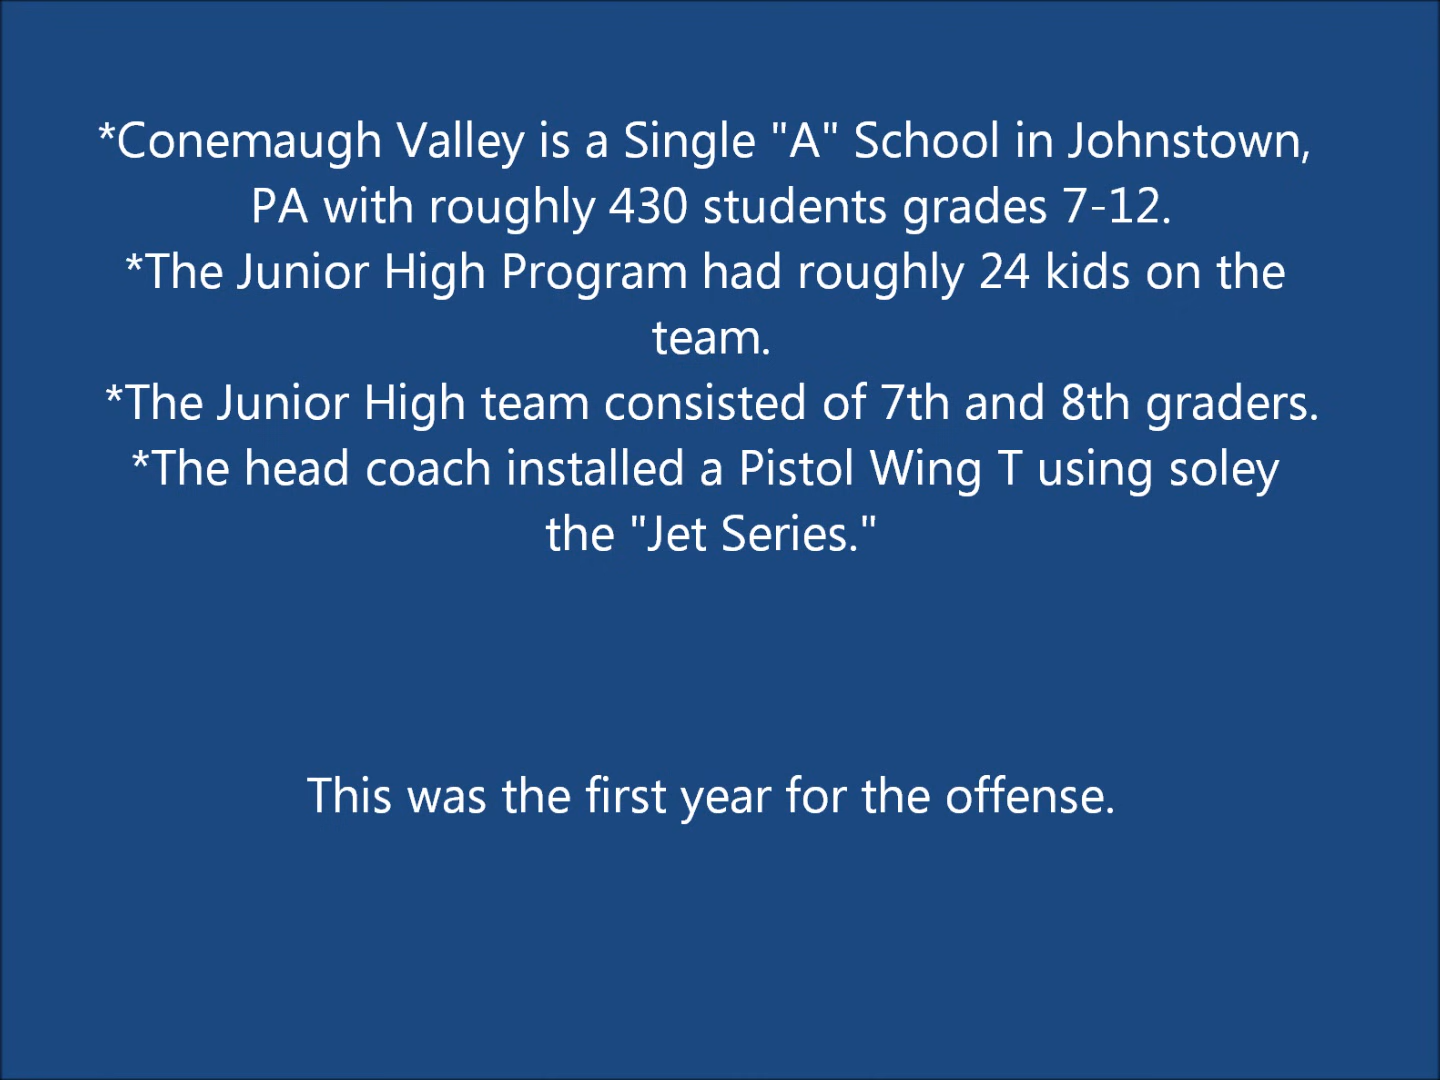 *Conemaugh Valley is a Single "A" School in Johnstown,
PA with roughly 430 students grades 7-12.
*The Junior High Program had roughly 24 kids on the
team.
*The Junior High team consisted of 7th and 8th graders.
*The head coach installed a Pistol Wing T using soley
the "Jet Series."
This was the first year for the offense.